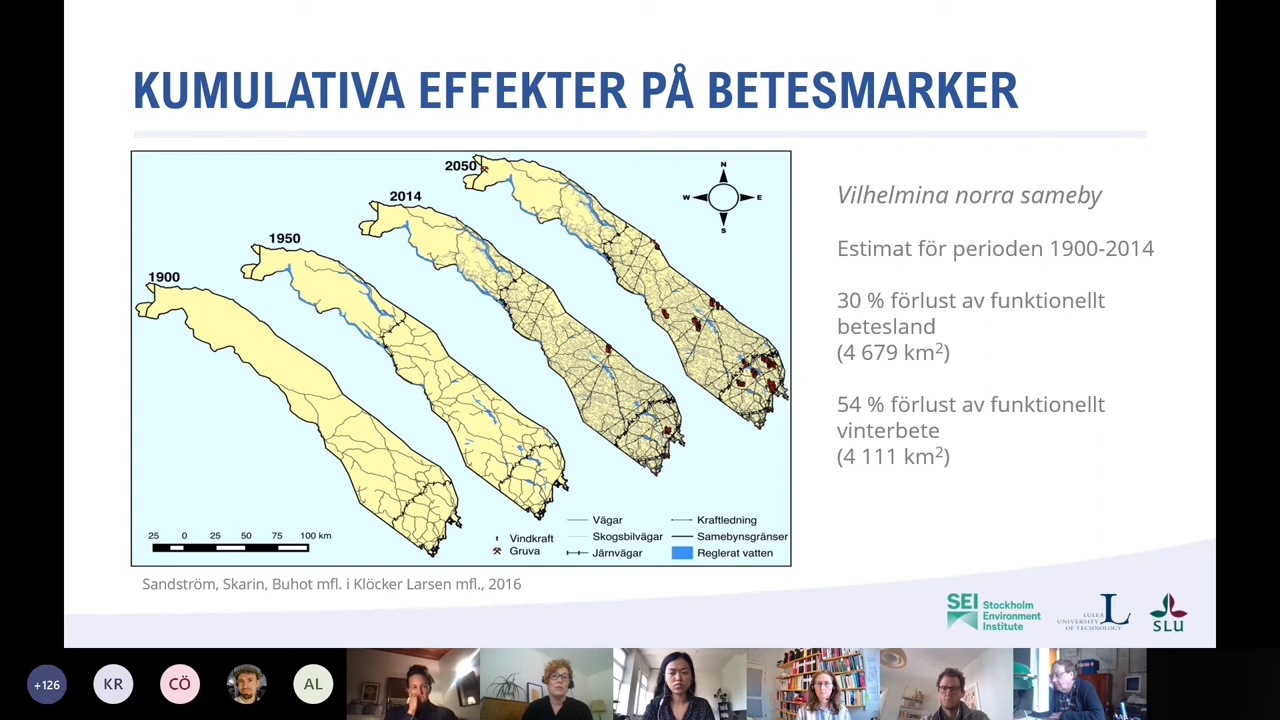 KUMULATIVA EFFEKTER PÅ BETESMARKER
2050
2014
1950
1900
N
W
E
S
25 0 25 50 75 100 km
Vindkraft
Gruva
Vägar
Skogsbilvägar
Järnvägar
Kraftledning
Samebynsgränser
Reglerat vatten
Vilhelmina norra sameby
Estimat för perioden 1900-2014
30 % förlust av funktionellt
betesland
(4 679 km²)
54 % förlust av funktionellt
vinterbete
(4 111 km²)
Sandström, Skarin, Buhot mfl. i Klöcker Larsen mfl., 2016
SEI Stockholm
Environment
Institute
LULEÅ
UNIVERSITY
OF TECHNOLOGY
L
SLU
+126
KR
CÖ
AL